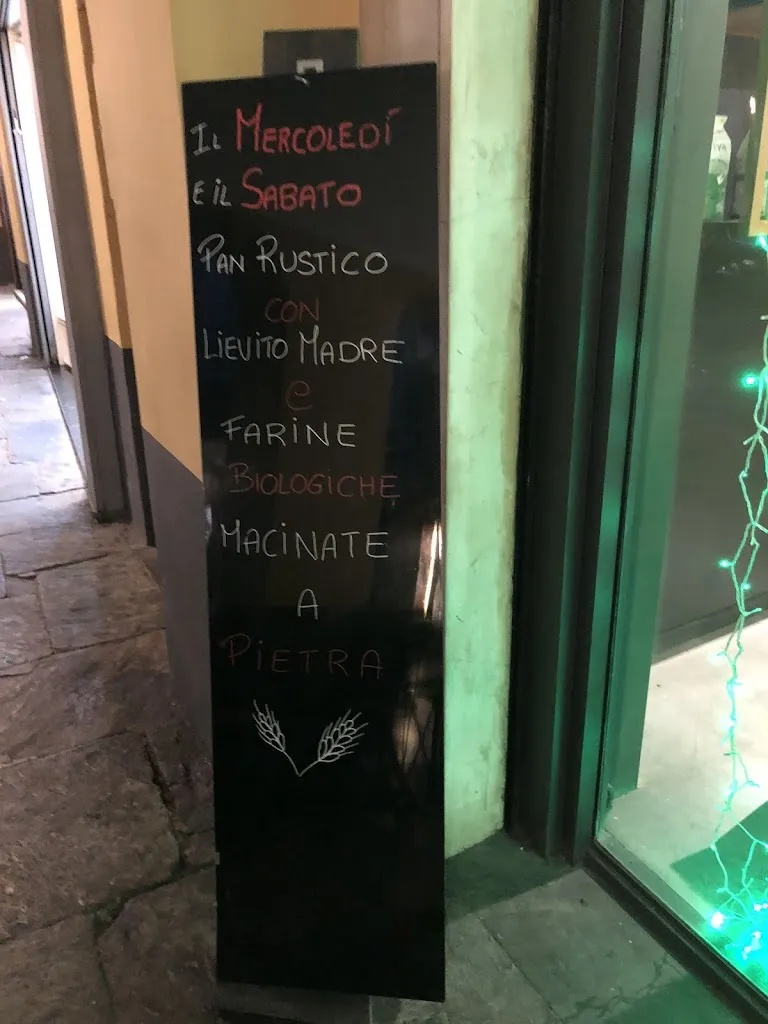 IL MERCOLEDÍ
E iL SABATO
PAN RUSTICO
CON
LIEVITO MADRE
e
FARINE
BIOLOGICHE
MACiNATE
A
PiETRA